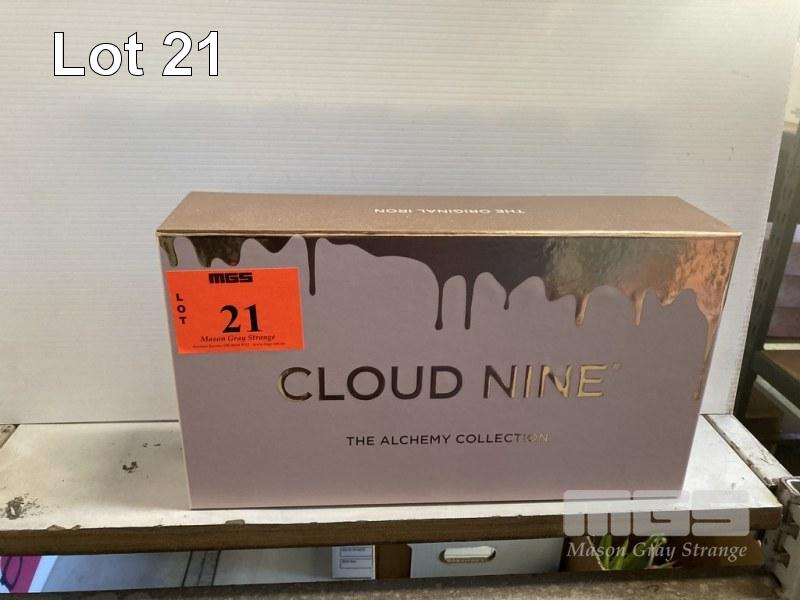 Lot 21
THE ORIGINAL IRON
MGS
LOT
21
Mason Gray Strange
CLOUD NINE
THE ALCHEMY COLLECTION
MGS
Mason Gray Strange